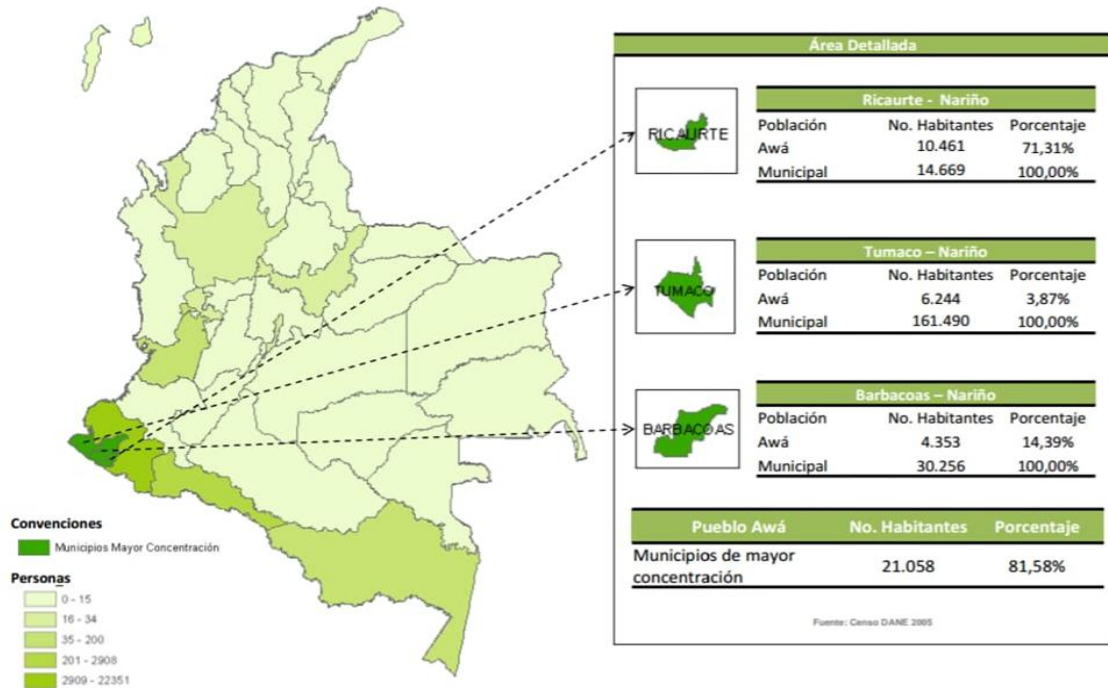 Área Detallada
RICAURTE
Ricaurte - Nariño
Población No. Habitantes Porcentaje
Awá 10.461 71,31%
Municipal 14.669 100,00%
TUMACO
Tumaco – Nariño
Población No. Habitantes Porcentaje
Awá 6.244 3,87%
Municipal 161.490 100,00%
BARBACOAS
Barbacoas – Nariño
Población No. Habitantes Porcentaje
Awá 4.353 14,39%
Municipal 30.256 100,00%
Pueblo Awá No. Habitantes Porcentaje
Municipios de mayor
concentración 21.058 81,58%
Fuente: Censo DANE 2005
Convenciones
Municipios Mayor Concentración
Personas
0 - 15
16 - 34
35 - 200
201 - 2908
2909 - 22351